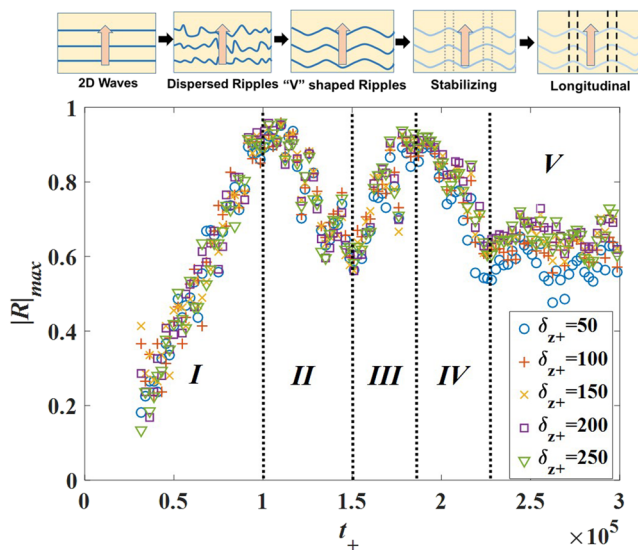 2D Waves
Dispersed Ripples
“V” shaped Ripples
Stabilizing
Longitudinal
1
0.8
0.6
0.4
0.2
0
|R|max
I
II
III
IV
V
δz+=50
δz+=100
δz+=150
δz+=200
δz+=250
0 0.5 1 1.5 2 2.5 3
t+
×10^5